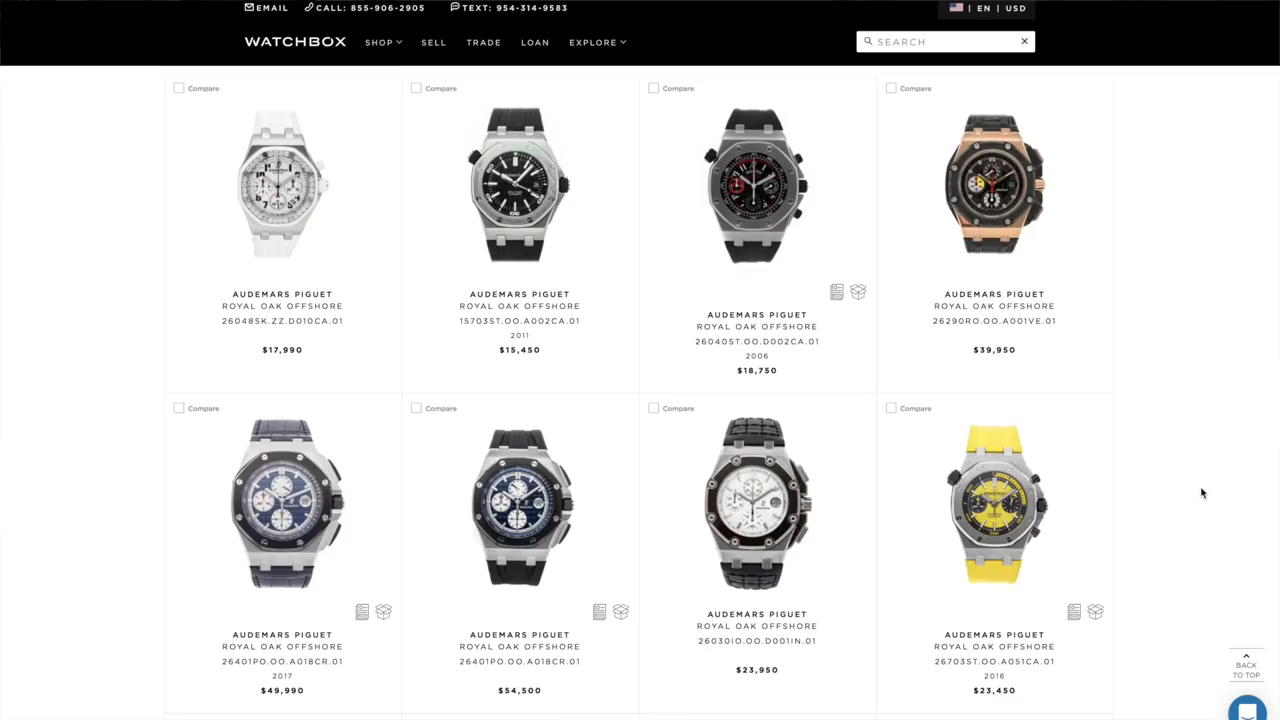 EMAIL
CALL: 855-906-2905
TEXT: 954-314-9583
| EN | USD
WATCHBOX
SHOP
SELL
TRADE
LOAN
EXPLORE
SEARCH
Compare
Compare
Compare
Compare
AUDEMARS PIGUET
ROYAL OAK OFFSHORE
26048SK.ZZ.D010CA.01
$17,990
AUDEMARS PIGUET
ROYAL OAK OFFSHORE
15703ST.OO.A002CA.01
2011
$15,450
AUDEMARS PIGUET
ROYAL OAK OFFSHORE
26040ST.OO.D002CA.01
2006
$18,750
AUDEMARS PIGUET
ROYAL OAK OFFSHORE
26290RO.OO.A001VE.01
$39,950
Compare
Compare
Compare
Compare
AUDEMARS PIGUET
ROYAL OAK OFFSHORE
26401PO.OO.A018CR.01
2017
$49,990
AUDEMARS PIGUET
ROYAL OAK OFFSHORE
26401PO.OO.A018CR.01
$54,500
AUDEMARS PIGUET
ROYAL OAK OFFSHORE
26030IO.OO.D001IN.01
$23,950
AUDEMARS PIGUET
ROYAL OAK OFFSHORE
26703ST.OO.A051CA.01
2016
$23,450
BACK
TO TOP